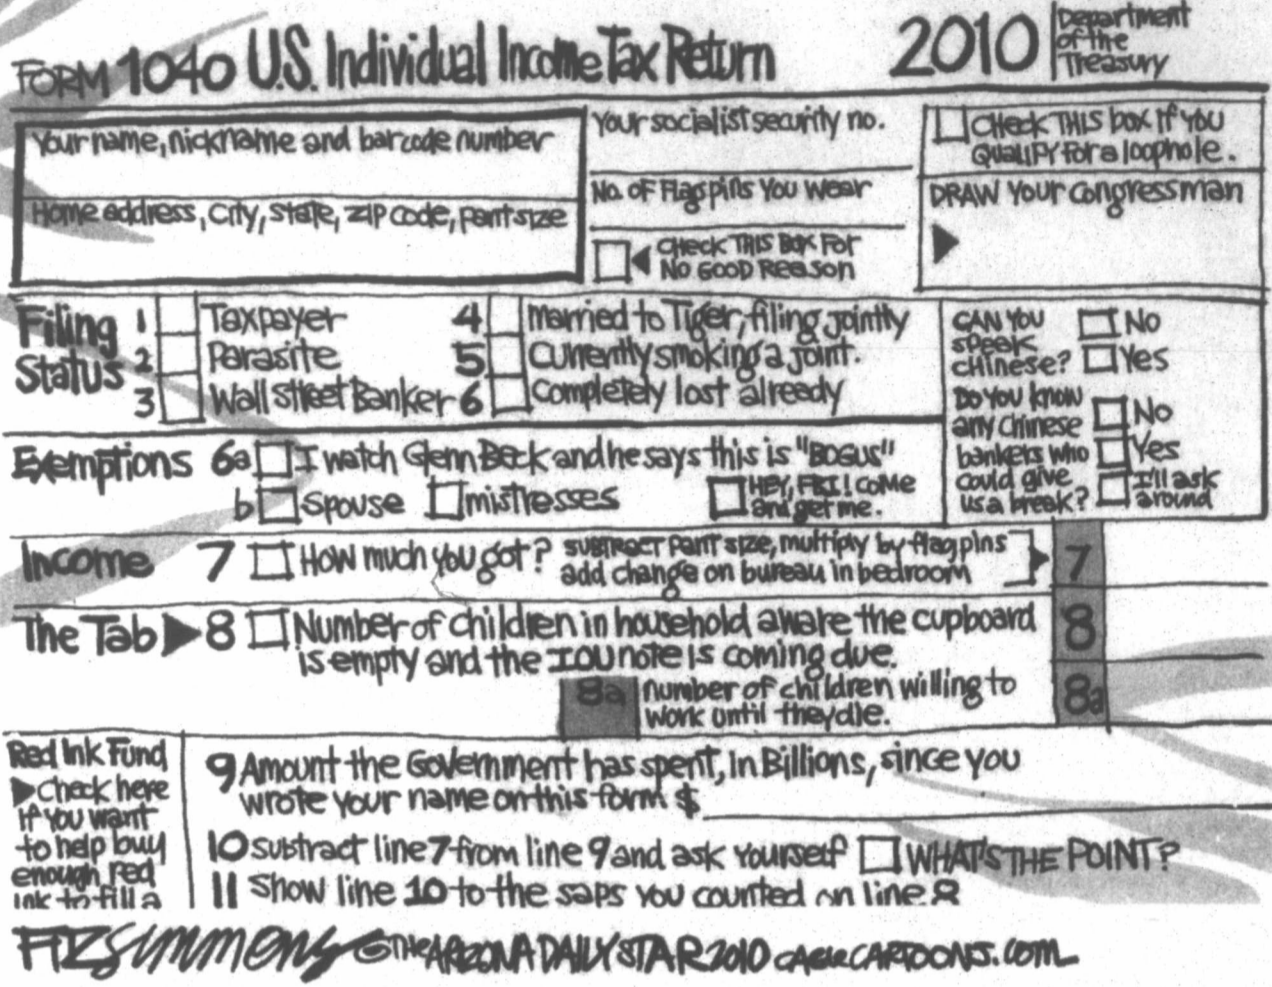 FORM 1040 U.S. Individual Income Tax Return
2010
Department
of the
Treasury
Your name, nickname and barcode number
Home address, city, state, zip code, pant size
Your socialist security no.
No. of Flag pins You wear
Check THIS BOX For
No Good Reason
Check THIS box if you
Qualify for a loophole.
DRAW Your Congressman
Filing
Status
1 Taxpayer
2 Parasite
3 Wall Street Banker
4 Married to Tiger, filing jointly
5 Currently smoking a joint.
6 Completely lost already
CAN YOU
speak
chinese?
No
Yes
Do you know
any chinese
bankers who
could give
us a break?
No
Yes
I'll ask
around
Exemptions 6a I watch Glenn Beck and he says this is "BOGUS"
b Spouse mistresses
HEY, FBI! come
and get me.
Income 7 How much you got?
SUBTRACT pant size, multiply by flag pins
add change on bureau in bedroom
7
The Tab 8 Number of children in household aware the cupboard
is empty and the IOU note is coming due.
8
8a number of children willing to
work until they die.
8a
Red Ink Fund
Check here
if you want
to help buy
enough red
ink to fill a
9 Amount the Government has spent, in Billions, since you
wrote your name on this form $
10 subtract line 7 from line 9 and ask yourself WHAT'S THE POINT?
11 Show line 10 to the saps you counted on line 8
FITZsimmons © THE ARIZONA DAILY STAR 2010 CAGLECARTOONS.COM